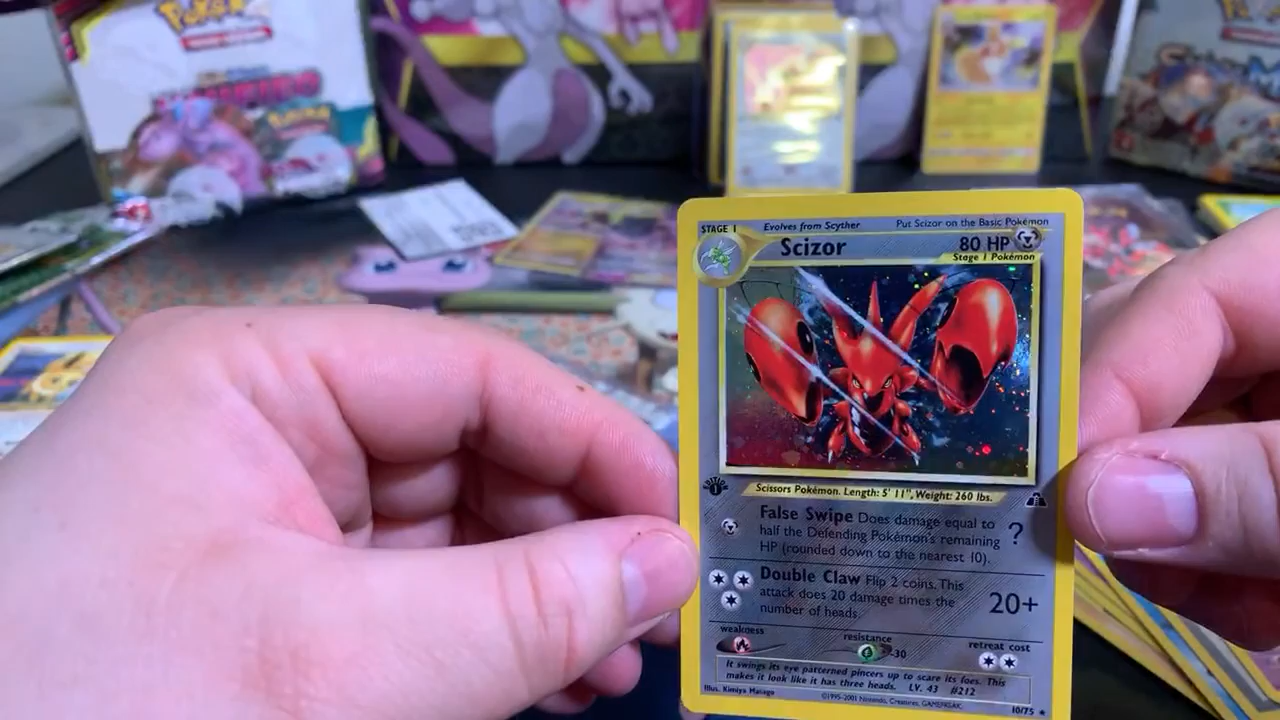 Pokémon
STAGE 1
Evolves from Scyther
Put Scizor on the Basic Pokémon
Scizor
80 HP
Stage 1 Pokémon
EDITION
1
Scissors Pokémon. Length: 5' 11", Weight: 260 lbs.
False Swipe Does damage equal to
half the Defending Pokémon's remaining
HP (rounded down to the nearest 10).
?
Double Claw Flip 2 coins. This
attack does 20 damage times the
number of heads.
20+
weakness
resistance
-30
retreat cost
It swings its eye patterned pincers up to scare its foes. This
makes it look like it has three heads. LV. 43 #212
Illus. Kimiya Masago
©1995-2001 Nintendo, Creatures, GAMEFREAK.
10/75 ★